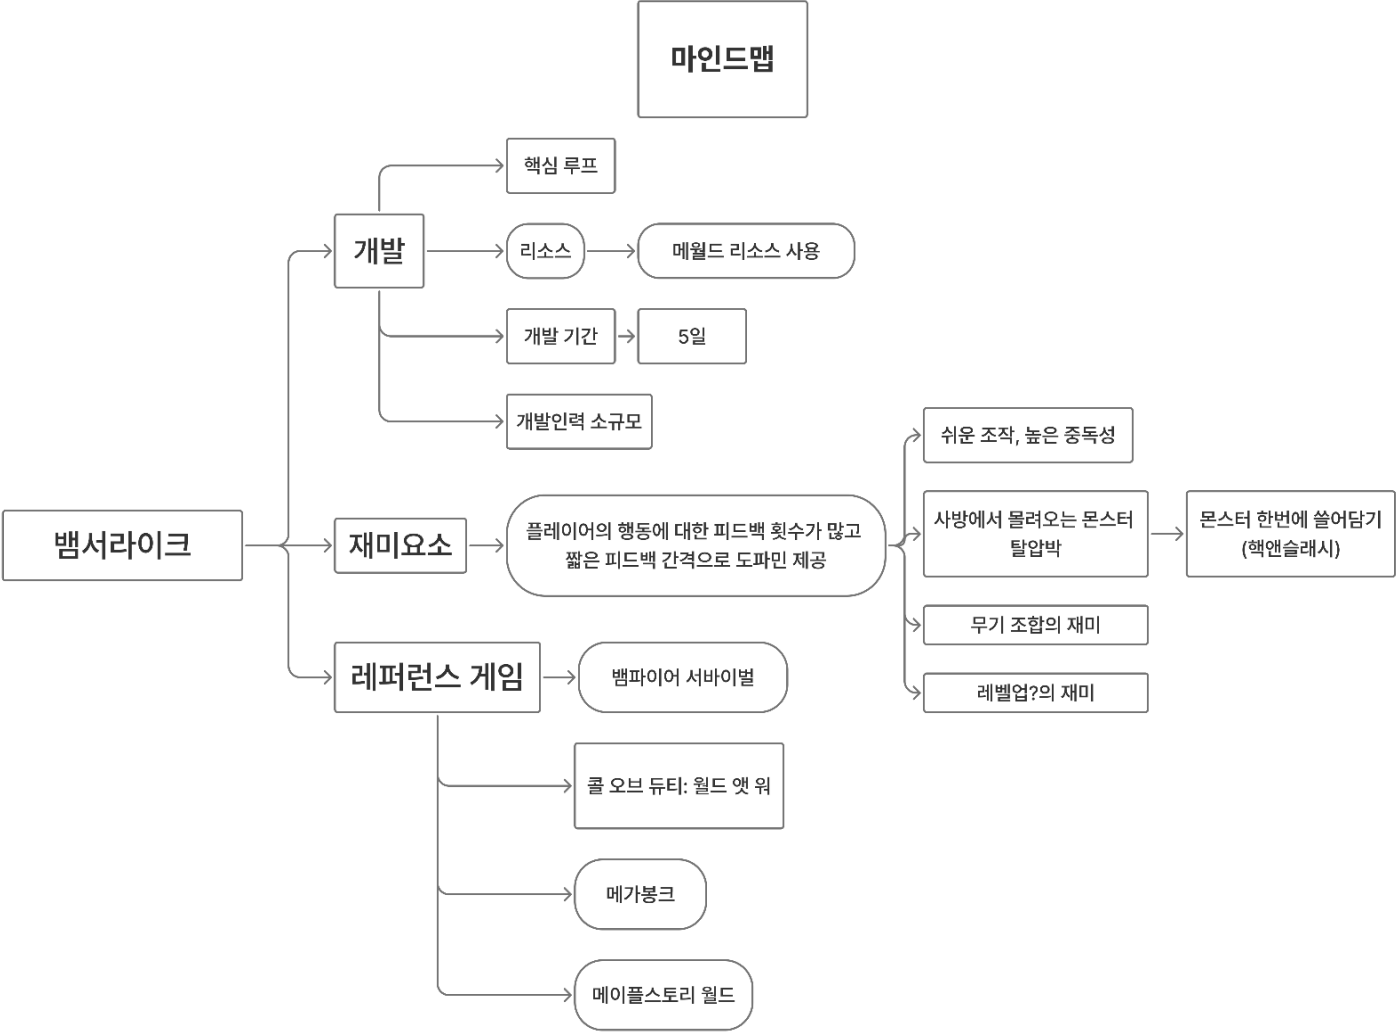 마인드맵
핵심 루프
개발
리소스
메월드 리소스 사용
개발 기간
5일
개발인력 소규모
뱀서라이크
재미요소
플레이어의 행동에 대한 피드백 횟수가 많고
짧은 피드백 간격으로 도파민 제공
쉬운 조작, 높은 중독성
사방에서 몰려오는 몬스터
탈압박
몬스터 한번에 쓸어담기
(핵앤슬래시)
무기 조합의 재미
레벨업?의 재미
레퍼런스 게임
뱀파이어 서바이벌
콜 오브 듀티: 월드 앳 워
메가봉크
메이플스토리 월드